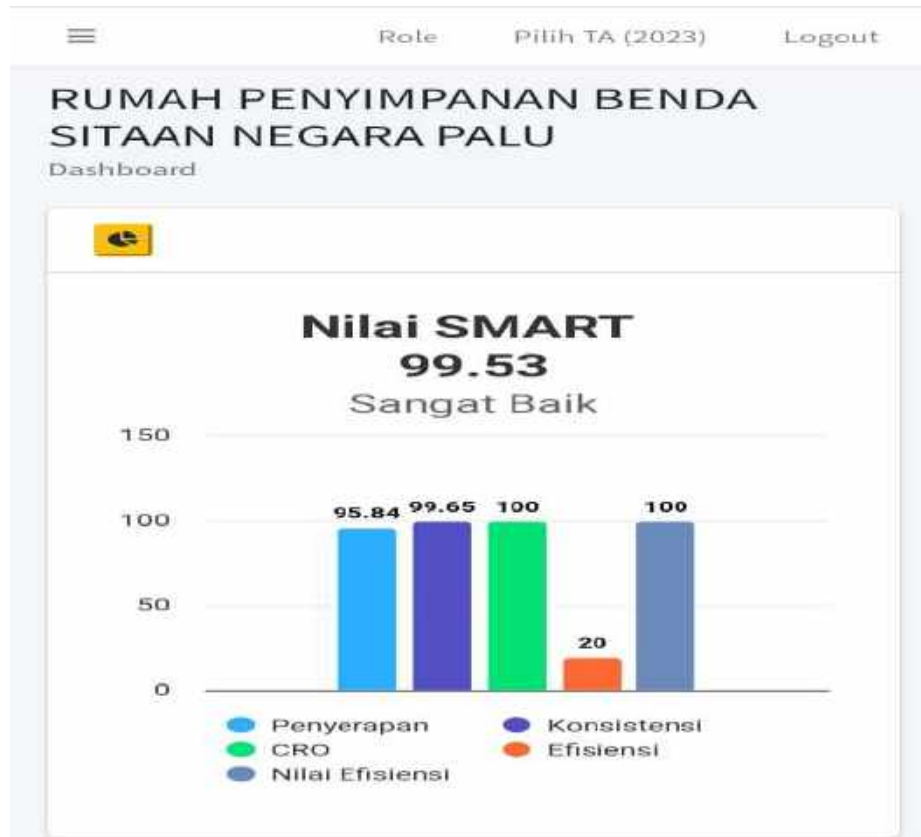 Role Pilih TA (2023) Logout
RUMAH PENYIMPANAN BENDA
SITAAN NEGARA PALU
Dashboard
Nilai SMART
99.53
Sangat Baik
150
100
50
0
95.84 99.65 100 20 100
Penyerapan Konsistensi
CRO Efisiensi
Nilai Efisiensi